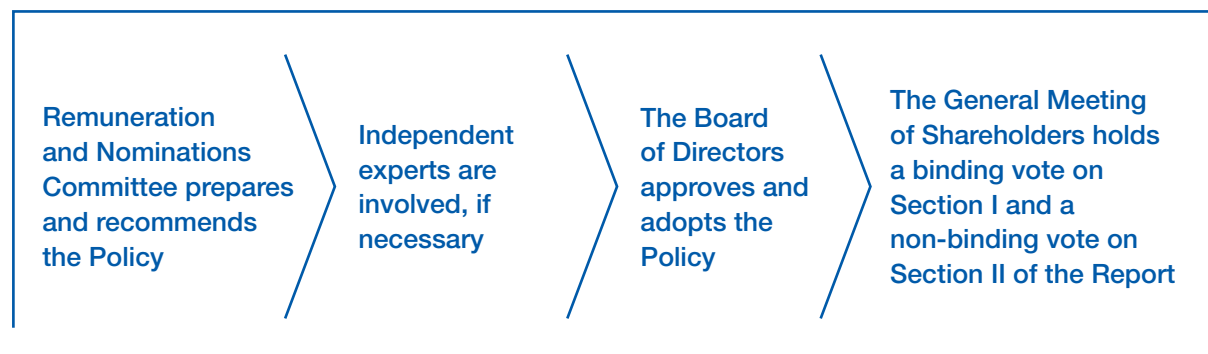 Remuneration
and Nominations
Committee prepares
and recommends
the Policy
Independent
experts are
involved, if
necessary
The Board
of Directors
approves and
adopts the
Policy
The General Meeting
of Shareholders holds
a binding vote on
Section I and a
non-binding vote on
Section II of the Report